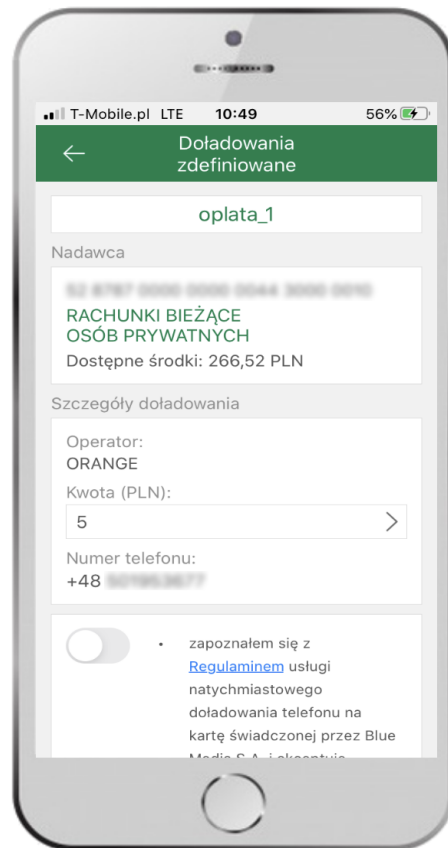 T-Mobile.pl LTE 10:49 56%
Doładowania
zdefiniowane
oplata_1
Nadawca
RACHUNKI BIEŻĄCE
OSÓB PRYWATNYCH
Dostępne środki: 266,52 PLN
Szczegóły doładowania
Operator:
ORANGE
Kwota (PLN):
5
Numer telefonu:
+48
• zapoznałem się z
Regulaminem usługi
natychmiastowego
doładowania telefonu na
kartę świadczonej przez Blue